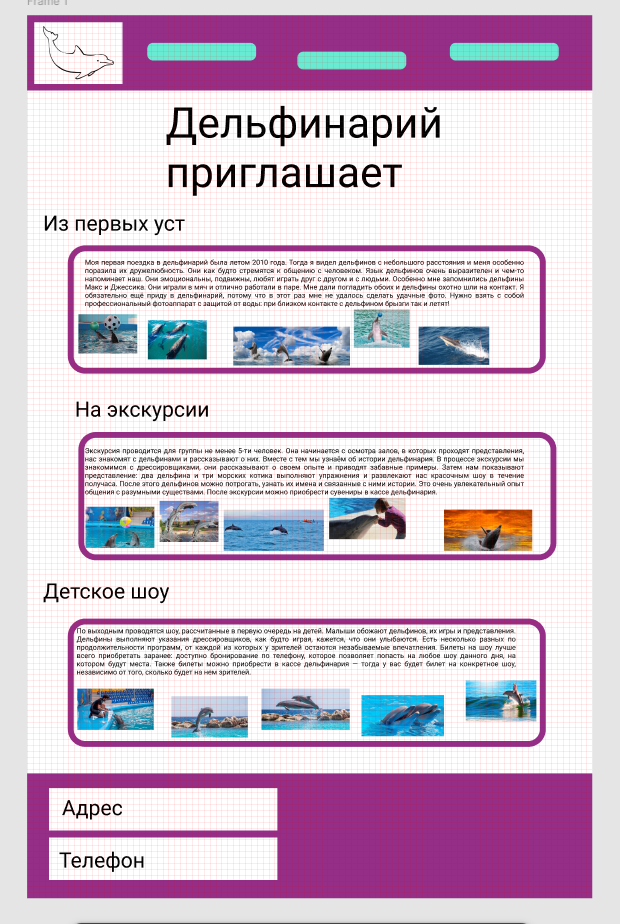 Frame 1
Дельфинарий
приглашает
Из первых уст
Моя первая поездка в дельфинарий была летом 2010 года. Тогда я видел дельфинов с небольшого расстояния и меня особенно
поразила их дружелюбность. Они как будто стремятся к общению с человеком. Язык дельфинов очень выразителен и чем-то
напоминает наш. Они эмоциональны, подвижны, любят играть друг с другом и с людьми. Особенно мне запомнились дельфины
Макс и Джессика. Они играли в мяч и отлично работали в паре. Мне дали погладить обоих и дельфины охотно шли на контакт. Я
обязательно ещё приду в дельфинарий, потому что в этот раз мне не удалось сделать удачные фото. Нужно взять с собой
профессиональный фотоаппарат с защитой от воды: при близком контакте с дельфином брызги так и летят!
На экскурсии
Экскурсия проводится для группы не менее 5-ти человек. Она начинается с осмотра залов, в которых проходят представления,
нас знакомят с дельфинами и рассказывают о них. Вместе с тем мы узнаём об истории дельфинария. В процессе экскурсии мы
знакомимся с дрессировщиками, они рассказывают о своем опыте и приводят забавные примеры. Затем нам показывают
представление: два дельфина и три морских котика выполняют упражнения и развлекают нас красочным шоу в течение
получаса. После этого дельфинов можно потрогать, узнать их имена и связанные с ними истории. Это очень увлекательный опыт
общения с разумными существами. После экскурсии можно приобрести сувениры в кассе дельфинария.
Детское шоу
По выходным проводятся шоу, рассчитанные в первую очередь на детей. Малыши обожают дельфинов, их игры и представления.
Дельфины выполняют указания дрессировщиков, как будто играя, кажется, что они улыбаются. Есть несколько разных по
продолжительности программ, от каждой из которых у зрителей остаются незабываемые впечатления. Билеты на шоу лучше
всего приобретать заранее: доступно бронирование по телефону, которое позволяет попасть на любое шоу данного дня, на
котором будут места. Также билеты можно приобрести в кассе дельфинария — тогда у вас будет билет на конкретное шоу,
независимо от того, сколько будет на нем зрителей.
Адрес
Телефон